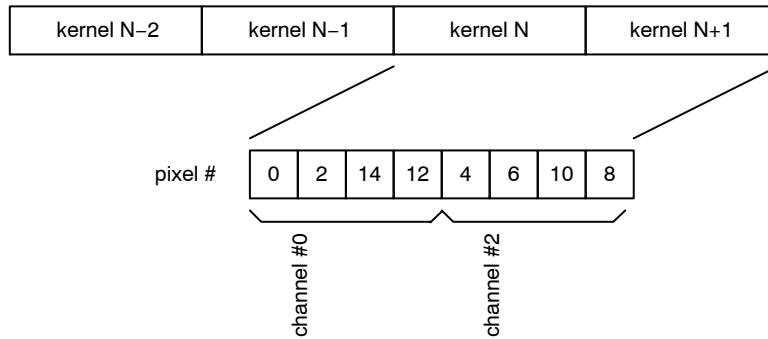 kernel N−2 kernel N−1 kernel N kernel N+1
pixel # 0 2 14 12 4 6 10 8
channel #0
channel #2